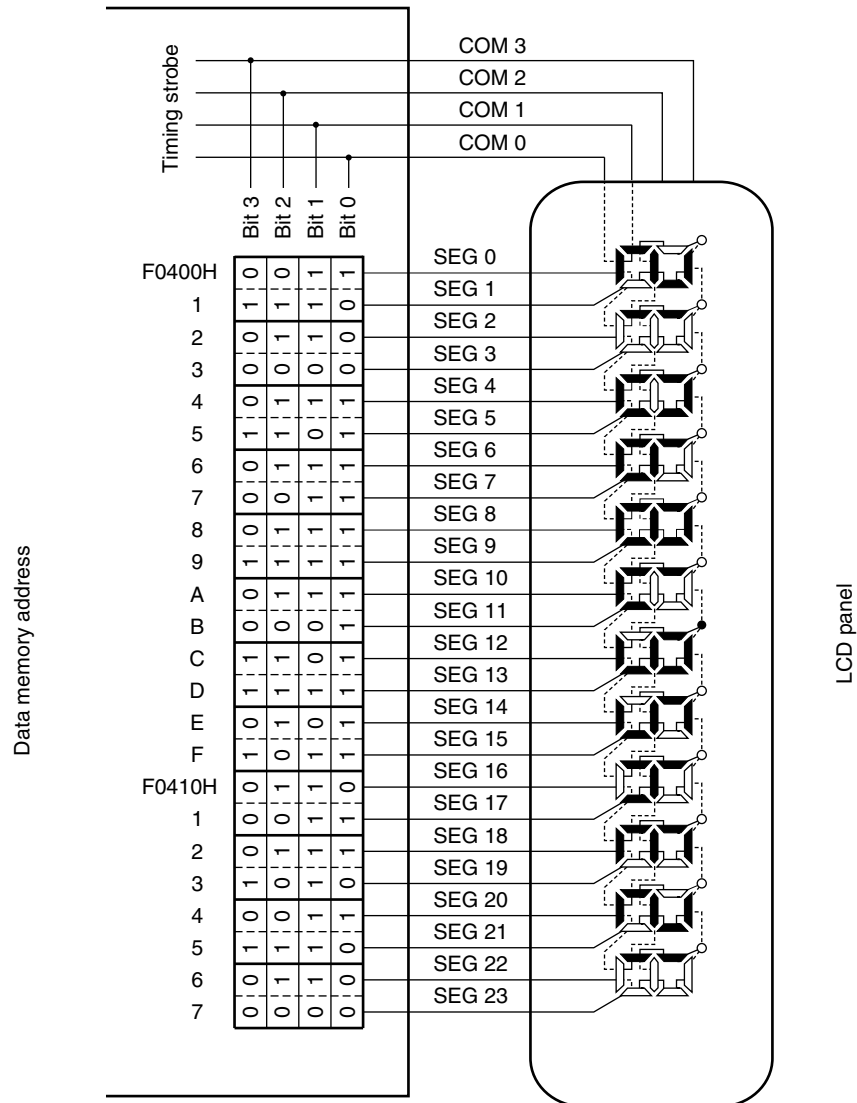 Timing strobe
COM 3
COM 2
COM 1
COM 0
Bit 3
Bit 2
Bit 1
Bit 0
Data memory address
F0400H 0 0 1 1 SEG 0
1 1 1 1 0 SEG 1
2 0 1 1 0 SEG 2
3 0 0 0 0 SEG 3
4 0 1 1 1 SEG 4
5 1 1 0 1 SEG 5
6 0 1 1 1 SEG 6
7 0 0 1 1 SEG 7
8 0 1 1 1 SEG 8
9 1 1 1 1 SEG 9
A 0 1 1 1 SEG 10
B 0 0 0 1 SEG 11
C 1 1 0 1 SEG 12
D 1 1 1 1 SEG 13
E 0 1 0 1 SEG 14
F 1 0 1 1 SEG 15
F0410H 0 1 1 0 SEG 16
1 0 0 1 1 SEG 17
2 0 1 1 1 SEG 18
3 1 0 1 0 SEG 19
4 0 0 1 1 SEG 20
5 1 1 1 0 SEG 21
6 0 1 1 0 SEG 22
7 0 0 0 0 SEG 23
LCD panel